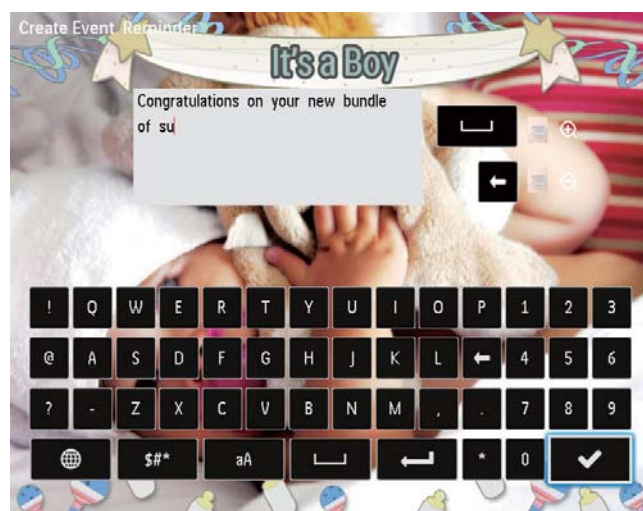 Create Event Reminder
It's a Boy
Congratulations on your new bundle
of su
! Q W E R T Y U I O P 1 2 3
@ A S D F G H J K L 4 5 6
? - Z X C V B N M , . 7 8 9
$#* aA * 0